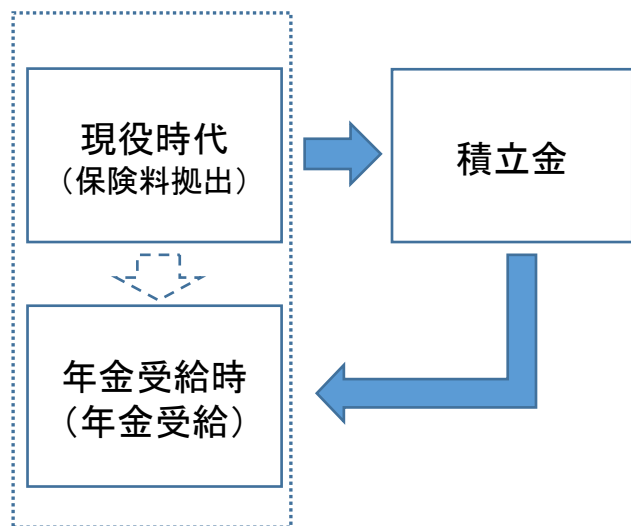 現役時代
（保険料拠出）
積立金
年金受給時
（年金受給）